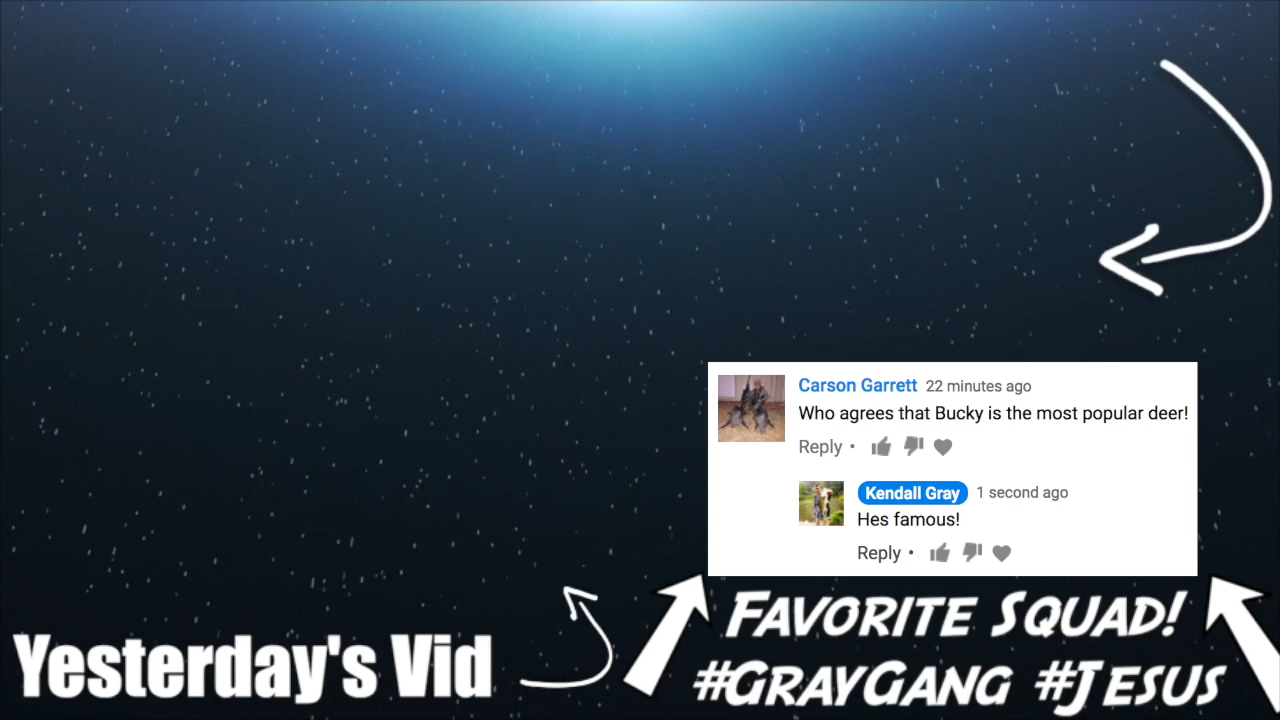 Carson Garrett 22 minutes ago
Who agrees that Bucky is the most popular deer!
Reply •
Kendall Gray 1 second ago
Hes famous!
Reply •
Favorite Squad!
#GrayGang #Jesus
Yesterday's Vid